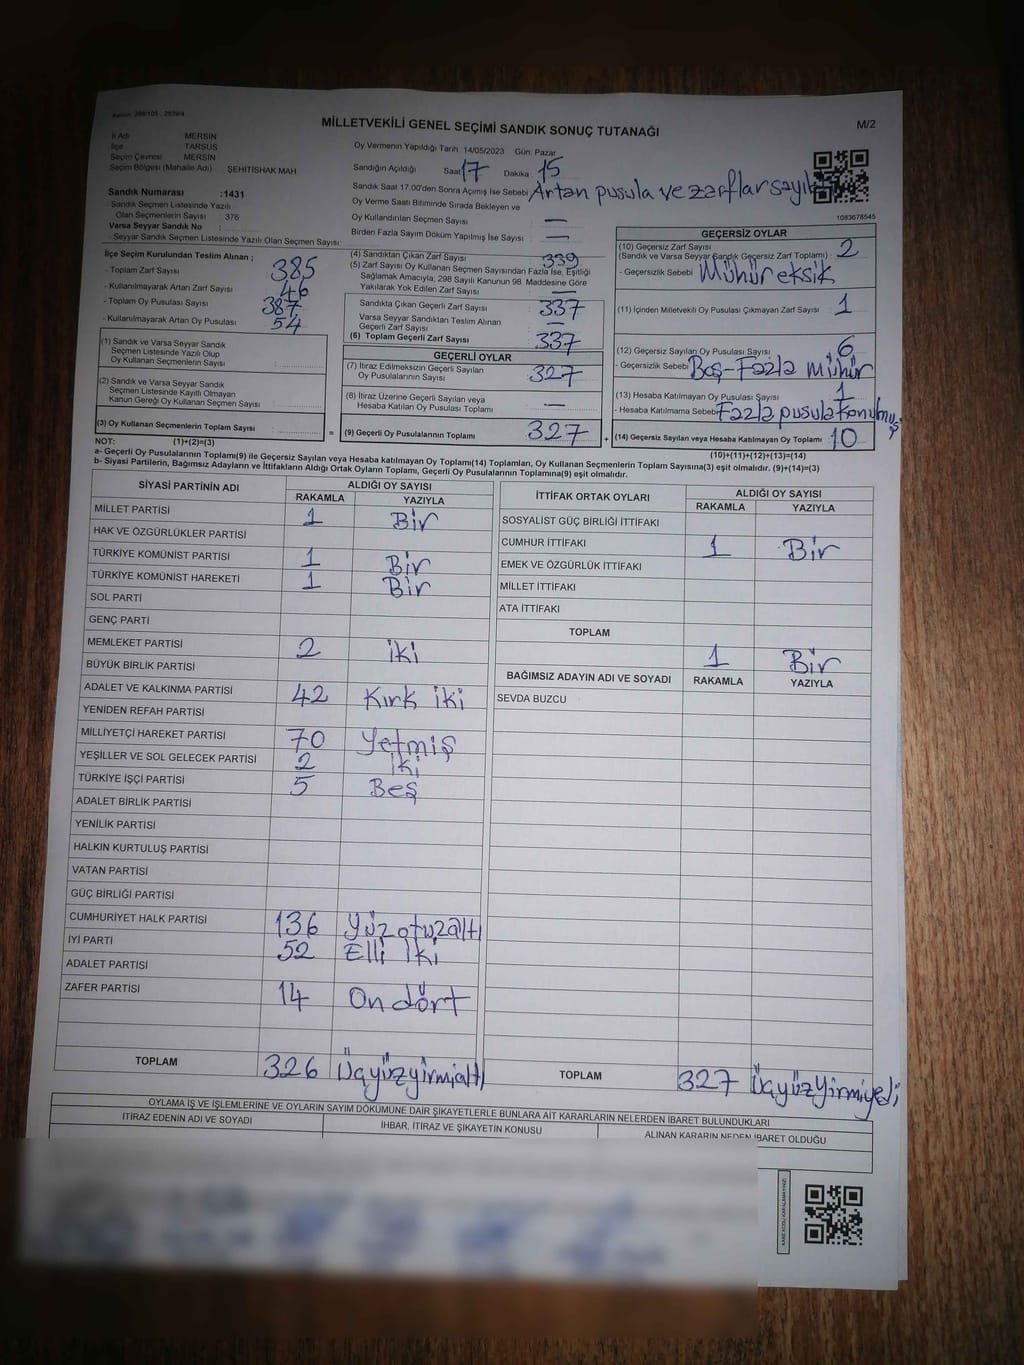 MİLLETVEKİLİ GENEL SEÇİMİ SANDIK SONUÇ TUTANAĞI
M/2
İl Adı MERSIN
İlçe TARSUS
Seçim Çevresi MERSIN
Seçim Bölgesi (Mahalle Adı) ŞEHITISHAK MAH
Sandık Numarası :1431
Sandık Seçmen Listesinde Yazılı
Olan Seçmenlerin Sayısı 376
Varsa Seyyar Sandık No :
Seyyar Sandık Seçmen Listesinde Yazılı Olan Seçmen Sayısı:
Oy Vermenin Yapıldığı Tarih :14/05/2023 Gün: Pazar
Sandığın Açıldığı Saat 17 Dakika 15
Sandık Saat 17.00'den Sonra Açılmış İse Sebebi Artan pusula ve zarflar
Oy Verme Saati Bitiminde Sırada Bekleyen ve
Oy Kullandırılan Seçmen Sayısı : —
Birden Fazla Sayım Döküm Yapılmış İse Sayısı : —
1083678545
İlçe Seçim Kurulundan Teslim Alınan ;
- Toplam Zarf Sayısı : 385
- Kullanılmayarak Artan Zarf Sayısı : 46
- Toplam Oy Pusulası Sayısı : 387
- Kullanılmayarak Artan Oy Pusulası : 54
(1) Sandık ve Varsa Seyyar Sandık
Seçmen Listesinde Yazılı Olup
Oy Kullanan Seçmenlerin Sayısı :
(2) Sandık ve Varsa Seyyar Sandık
Seçmen Listesinde Kayıtlı Olmayan
Kanun Gereği Oy Kullanan Seçmen Sayısı :
(3) Oy Kullanan Seçmenlerin Toplam Sayısı :
(4) Sandıktan Çıkan Zarf Sayısı : 339
(5) Zarf Sayısı Oy Kullanan Seçmen Sayısından Fazla İse, Eşitliği
Sağlamak Amacıyla, 298 Sayılı Kanunun 98. Maddesine Göre
Yakılarak Yok Edilen Zarf Sayısı : —
Sandıkta Çıkan Geçerli Zarf Sayısı : 337
Varsa Seyyar Sandıktan Teslim Alınan
Geçerli Zarf Sayısı : —
(6) Toplam Geçerli Zarf Sayısı : 337
GEÇERLİ OYLAR
(7) İtiraz Edilmeksizin Geçerli Sayılan
Oy Pusulalarının Sayısı : 327
(8) İtiraz Üzerine Geçerli Sayılan veya
Hesaba Katılan Oy Pusulası Toplamı : —
(9) Geçerli Oy Pusulalarının Toplamı : 327
GEÇERSİZ OYLAR
(10) Geçersiz Zarf Sayısı
(Sandık ve Varsa Seyyar Sandık Geçersiz Zarf Toplamı) : 2
- Geçersizlik Sebebi : Mühür eksik
(11) İçinden Milletvekili Oy Pusulası Çıkmayan Zarf Sayısı : 1
(12) Geçersiz Sayılan Oy Pusulası Sayısı : 6
- Geçersizlik Sebebi : Boş-Fazla mühür
(13) Hesaba Katılmayan Oy Pusulası Sayısı : 1
- Hesaba Katılmama Sebebi : Fazla pusula konulmuş
(14) Geçersiz Sayılan veya Hesaba Katılmayan Oy Toplamı : 10
NOT: (1)+(2)=(3)
(10)+(11)+(12)+(13)=(14)
a- Geçerli Oy Pusulalarının Toplamı(9) ile Geçersiz Sayılan veya Hesaba Katılmayan Oy Toplamı(14) Toplamları, Oy Kullanan Seçmenlerin Toplam Sayısına(3) eşit olmalıdır. (9)+(14)=(3)
b- Siyasi Partilerin, Bağımsız Adayların ve İttifakların Aldığı Ortak Oyların Toplamı, Geçerli Oy Pusulalarının Toplamına(9) eşit olmalıdır.
SİYASİ PARTİNİN ADI ALDIĞI OY SAYISI
RAKAMLA YAZIYLA
MİLLET PARTİSİ 1 Bir
HAK VE ÖZGÜRLÜKLER PARTİSİ
TÜRKİYE KOMÜNİST PARTİSİ 1 Bir
TÜRKİYE KOMÜNİST HAREKETİ 1 Bir
SOL PARTİ
GENÇ PARTİ
MEMLEKET PARTİSİ 2 İki
BÜYÜK BİRLİK PARTİSİ
ADALET VE KALKINMA PARTİSİ 42 Kırk iki
YENİDEN REFAH PARTİSİ
MİLLİYETÇİ HAREKET PARTİSİ 70 Yetmiş
YEŞİLLER VE SOL GELECEK PARTİSİ 2 İki
TÜRKİYE İŞÇİ PARTİSİ 5 Beş
ADALET BİRLİK PARTİSİ
YENİLİK PARTİSİ
HALKIN KURTULUŞ PARTİSİ
VATAN PARTİSİ
GÜÇ BİRLİĞİ PARTİSİ
CUMHURİYET HALK PARTİSİ 136 Yüz otuzaltı
İYİ PARTİ 52 Elli İki
ADALET PARTİSİ
ZAFER PARTİSİ 14 On dört
TOPLAM 326 Üçyüzyirmialtı
İTTİFAK ORTAK OYLARI ALDIĞI OY SAYISI
RAKAMLA YAZIYLA
SOSYALIST GÜÇ BİRLİĞİ İTTİFAKI
CUMHUR İTTİFAKI 1 Bir
EMEK VE ÖZGÜRLÜK İTTİFAKI
MİLLET İTTİFAKI
ATA İTTİFAKI
TOPLAM 1 Bir
BAĞIMSIZ ADAYIN ADI VE SOYADI RAKAMLA YAZIYLA
SEVDA BUZCU
TOPLAM 327 Üçyüzyirmiyedi
OYLAMA İŞ VE İŞLEMLERİNE VE OYLARIN SAYIM DÖKÜMÜNE DAİR ŞİKAYETLERLE BUNLARA AİT KARARLARIN NELERDEN İBARET BULUNDUKLARI
İTİRAZ EDENİN ADI VE SOYADI İHBAR, İTİRAZ VE ŞİKAYETİN KONUSU ALINAN KARARIN NEDEN İBARET OLDUĞU